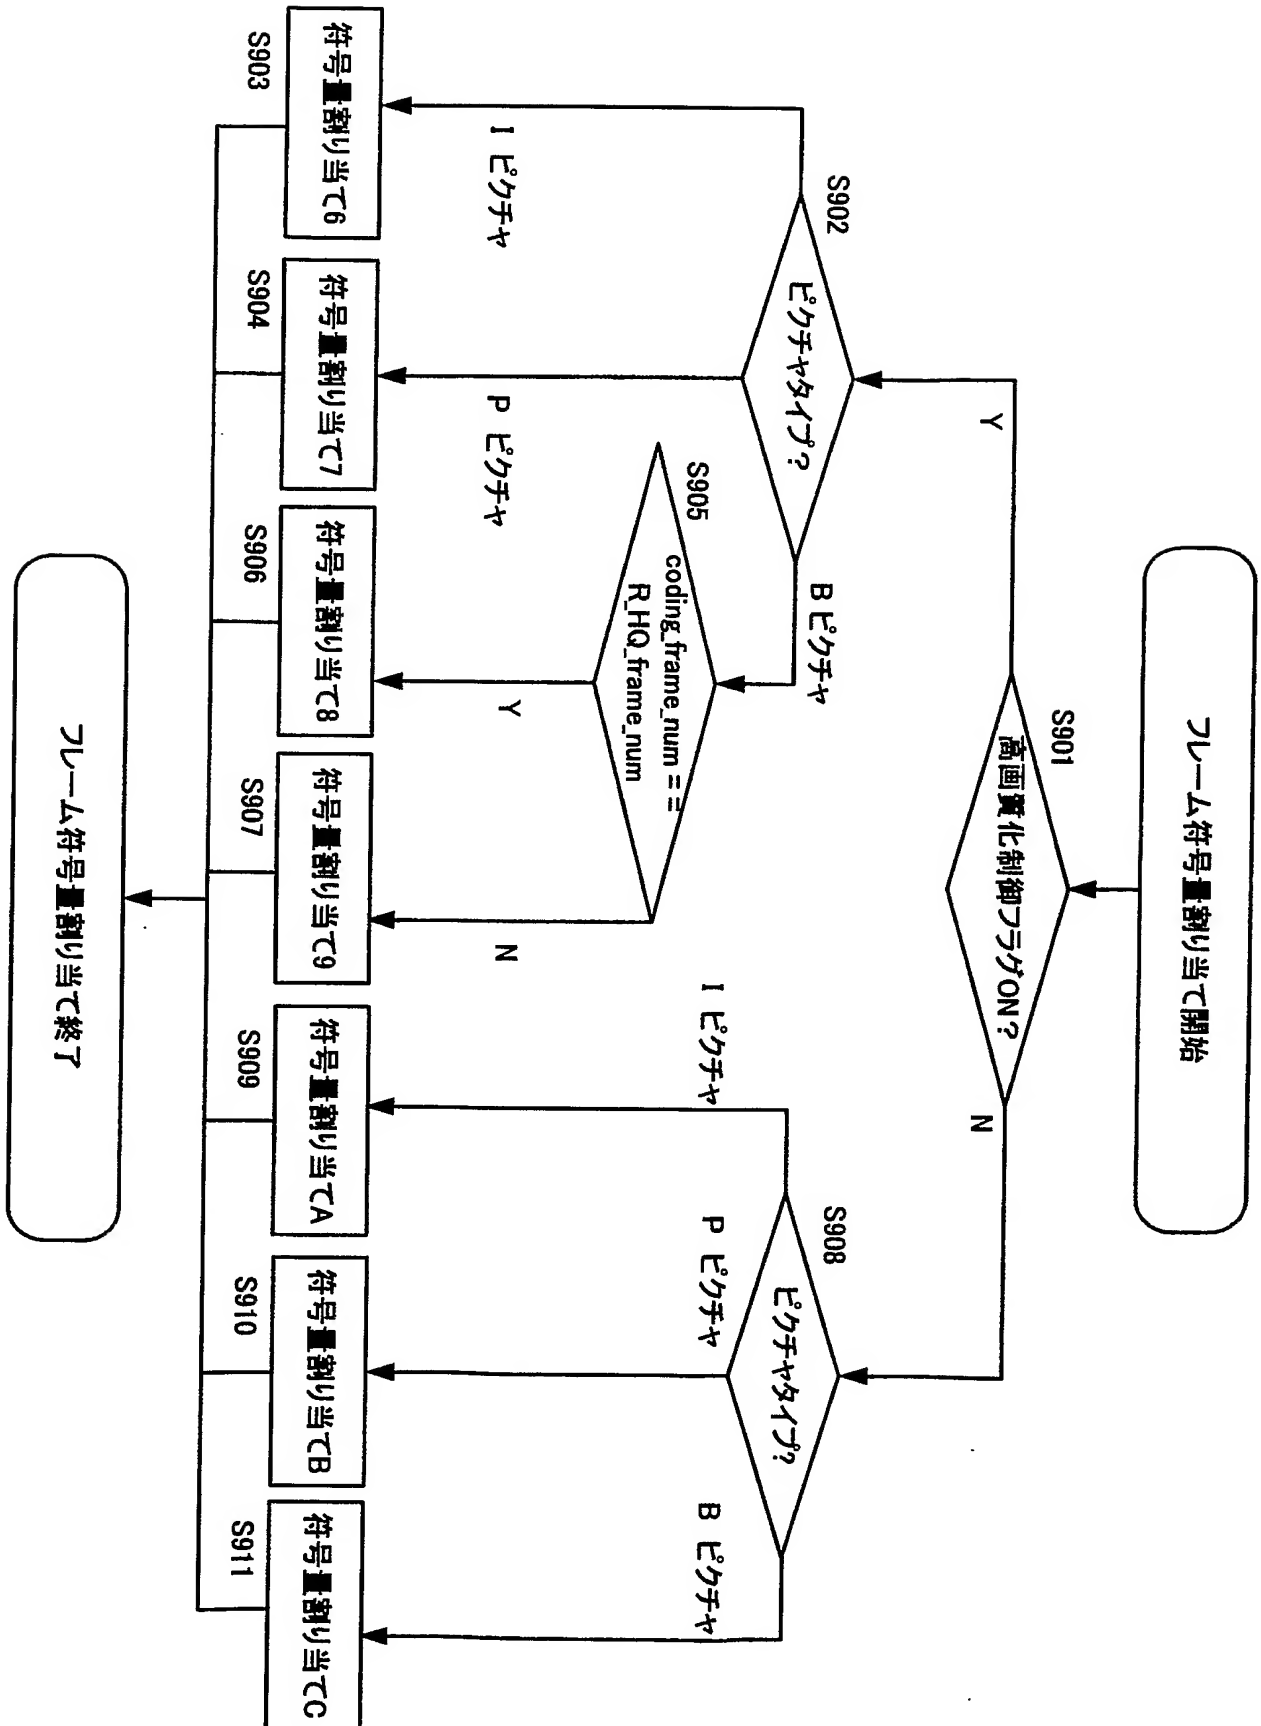 フレーム符号量割り当て開始
S901
高画質化制御フラグON?
Y
N
S902
ピクチャタイプ?
S908
ピクチャタイプ?
B ピクチャ
S905
coding_frame_num = =
R_HQ_frame_num
I ピクチャ
P ピクチャ
B ピクチャ
I ピクチャ
P ピクチャ
Y
N
符号量割り当て6
符号量割り当て7
符号量割り当て8
符号量割り当て9
符号量割り当てA
符号量割り当てB
符号量割り当てC
S903
S904
S906
S907
S909
S910
S911
フレーム符号量割り当て終了